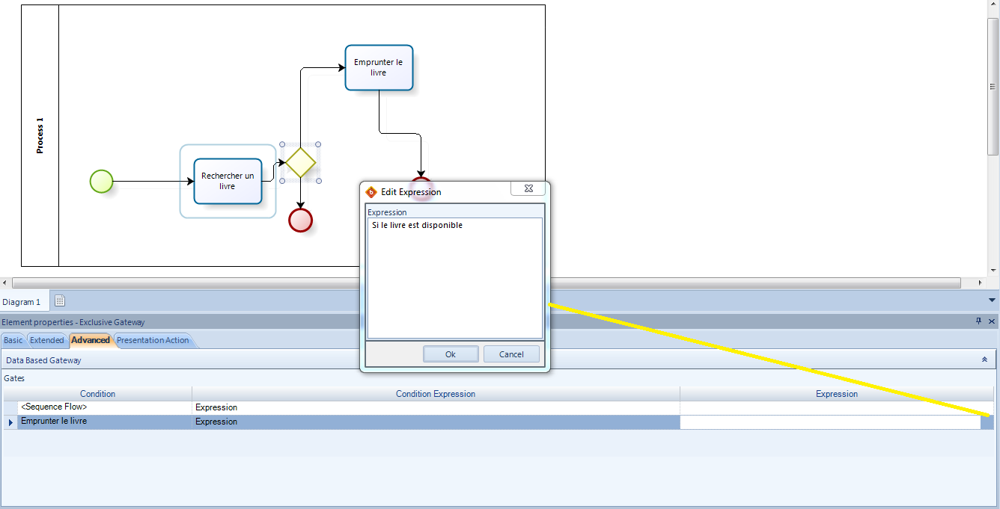 Process 1
Emprunter le
livre
Rechercher un
livre
Edit Expression
Expression
Si le livre est disponible
Ok
Cancel
Diagram 1
Element properties - Exclusive Gateway
Basic
Extended
Advanced
Presentation Action
Data Based Gateway
Gates
Condition
Condition Expression
Expression
<Sequence Flow>
Expression
Emprunter le livre
Expression